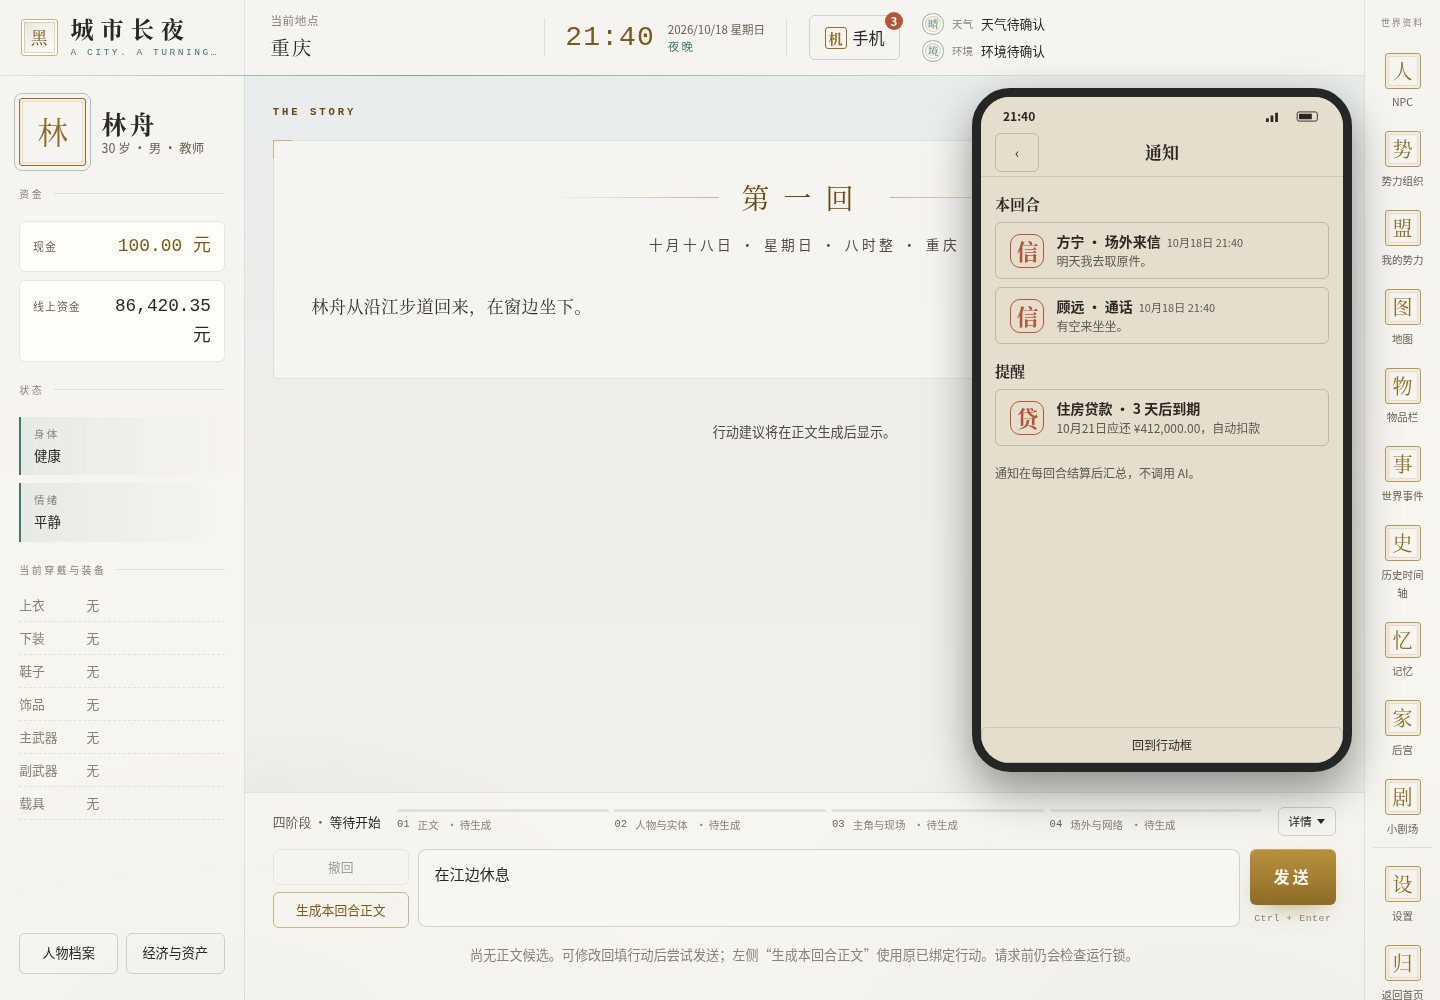 黑
城市长夜
A CITY. A TURNING…
当前地点
重庆
21:40
2026/10/18 星期日
夜晚
机 手机
3
晴 天气 天气待确认
境 环境 环境待确认
林
林舟
30 岁 · 男 · 教师
资金
现金 100.00 元
线上资金 86,420.35
元
状态
身体
健康
情绪
平静
当前穿戴与装备
上衣 无
下装 无
鞋子 无
饰品 无
主武器 无
副武器 无
载具 无
人物档案
经济与资产
THE STORY
第一回
十月十八日 · 星期日 · 八时整 · 重庆
林舟从沿江步道回来，在窗边坐下。
行动建议将在正文生成后显示。
21:40
‹
通知
本回合
信
方宁 · 场外来信 10月18日 21:40
明天我去取原件。
信
顾远 · 通话 10月18日 21:40
有空来坐坐。
提醒
贷
住房贷款 · 3 天后到期
10月21日应还 ¥412,000.00，自动扣款
通知在每回合结算后汇总，不调用 AI。
回到行动框
四阶段 · 等待开始
01 正文 · 待生成
02 人物与实体 · 待生成
03 主角与现场 · 待生成
04 场外与网络 · 待生成
详情
撤回
生成本回合正文
在江边休息
发送
Ctrl + Enter
尚无正文候选。可修改回填行动后尝试发送；左侧“生成本回合正文”使用原已绑定行动。请求前仍会检查运行锁。
世界资料
人
NPC
势
势力组织
盟
我的势力
图
地图
物
物品栏
事
世界事件
史
历史时间
轴
忆
记忆
家
后宫
剧
小剧场
设
设置
归
返回首页